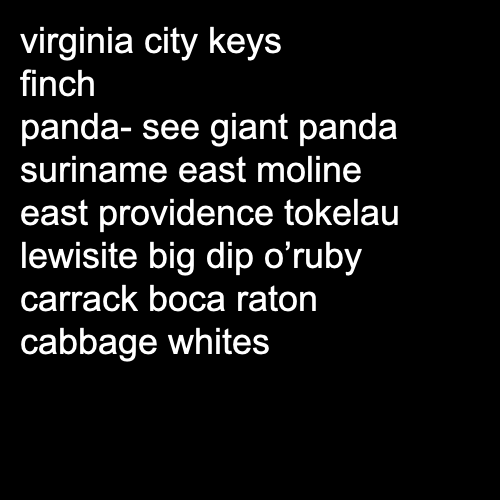 virginia city keys
finch
panda- see giant panda
suriname east moline
east providence tokelau
lewisite big dip o’ruby
carrack boca raton
cabbage whites